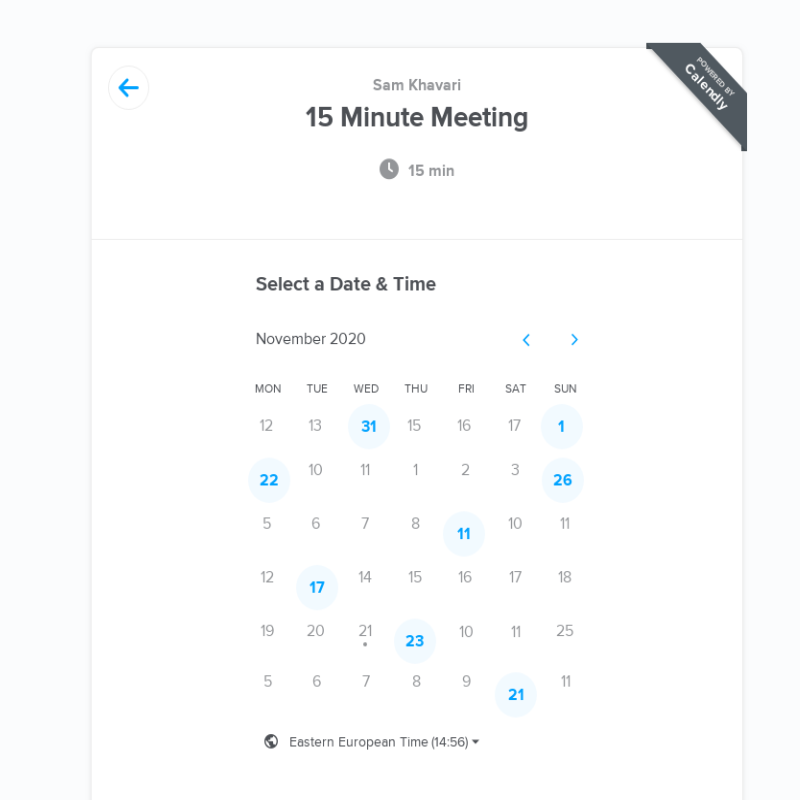 Sam Khavari
15 Minute Meeting
POWERED BY
Calendly
15 min
Select a Date & Time
November 2020
MON TUE WED THU FRI SAT SUN
12 13 31 15 16 17 1
22 10 11 1 2 3 26
5 6 7 8 11 10 11
12 17 14 15 16 17 18
19 20 21 23 10 11 25
5 6 7 8 9 21 11
Eastern European Time (14:56)